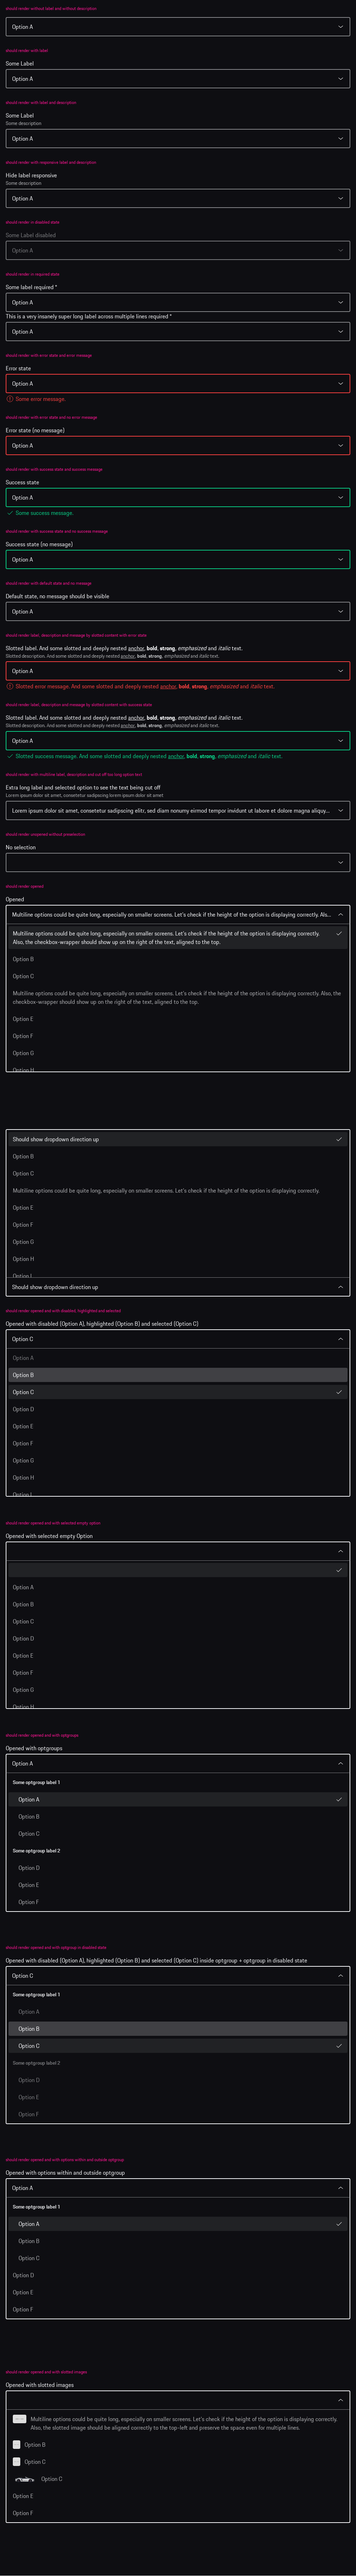 should render without label and without description
Option A
should render with label
Some Label
Option A
should render with label and description
Some Label
Some description
Option A
should render with responsive label and description
Hide label responsive
Some description
Option A
should render in disabled state
Some Label disabled
Option A
should render in required state
Some label required *
Option A
This is a very insanely super long label across multiple lines required *
Option A
should render with error state and error message
Error state
Option A
Some error message.
should render with error state and no error message
Error state (no message)
Option A
should render with success state and success message
Success state
Option A
Some success message.
should render with success state and no success message
Success state (no message)
Option A
should render with default state and no message
Default state, no message should be visible
Option A
should render label, description and message by slotted content with error state
Slotted label. And some slotted and deeply nested anchor, bold, strong, emphasized and italic text.
Slotted description. And some slotted and deeply nested anchor, bold, strong, emphasized and italic text.
Option A
Slotted error message. And some slotted and deeply nested anchor, bold, strong, emphasized and italic text.
should render label, description and message by slotted content with success state
Slotted label. And some slotted and deeply nested anchor, bold, strong, emphasized and italic text.
Slotted description. And some slotted and deeply nested anchor, bold, strong, emphasized and italic text.
Option A
Slotted success message. And some slotted and deeply nested anchor, bold, strong, emphasized and italic text.
should render with multiline label, description and cut off too long option text
Extra long label and selected option to see the text being cut off
Lorem ipsum dolor sit amet, consetetur sadipscing lorem ipsum dolor sit amet
Lorem ipsum dolor sit amet, consetetur sadipscing elitr, sed diam nonumy eirmod tempor invidunt ut labore et dolore magna aliquy...
should render unopened without preselection
No selection
should render opened
Opened
Multiline options could be quite long, especially on smaller screens. Let's check if the height of the option is displaying correctly. Als...
Multiline options could be quite long, especially on smaller screens. Let's check if the height of the option is displaying correctly.
Also, the checkbox-wrapper should show up on the right of the text, aligned to the top.
Option B
Option C
Multiline options could be quite long, especially on smaller screens. Let's check if the height of the option is displaying correctly. Also, the
checkbox-wrapper should show up on the right of the text, aligned to the top.
Option E
Option F
Option G
Option H
Should show dropdown direction up
Option B
Option C
Multiline options could be quite long, especially on smaller screens. Let's check if the height of the option is displaying correctly.
Option E
Option F
Option G
Option H
Option I
Should show dropdown direction up
should render opened and with disabled, highlighted and selected
Opened with disabled (Option A), highlighted (Option B) and selected (Option C)
Option C
Option A
Option B
Option C
Option D
Option E
Option F
Option G
Option H
Option I
should render opened and with selected empty option
Opened with selected empty Option
Option A
Option B
Option C
Option D
Option E
Option F
Option G
Option H
should render opened and with optgroups
Opened with optgroups
Option A
Some optgroup label 1
Option A
Option B
Option C
Some optgroup label 2
Option D
Option E
Option F
should render opened and with optgroup in disabled state
Opened with disabled (Option A), highlighted (Option B) and selected (Option C) inside optgroup + optgroup in disabled state
Option C
Some optgroup label 1
Option A
Option B
Option C
Some optgroup label 2
Option D
Option E
Option F
should render opened and with options within and outside optgroup
Opened with options within and outside optgroup
Option A
Some optgroup label 1
Option A
Option B
Option C
Option D
Option E
Option F
should render opened and with slotted images
Opened with slotted images
Multiline options could be quite long, especially on smaller screens. Let's check if the height of the option is displaying correctly.
Also, the slotted image should be aligned correctly to the top-left and preserve the space even for multiple lines.
Option B
Option C
Option C
Option E
Option F